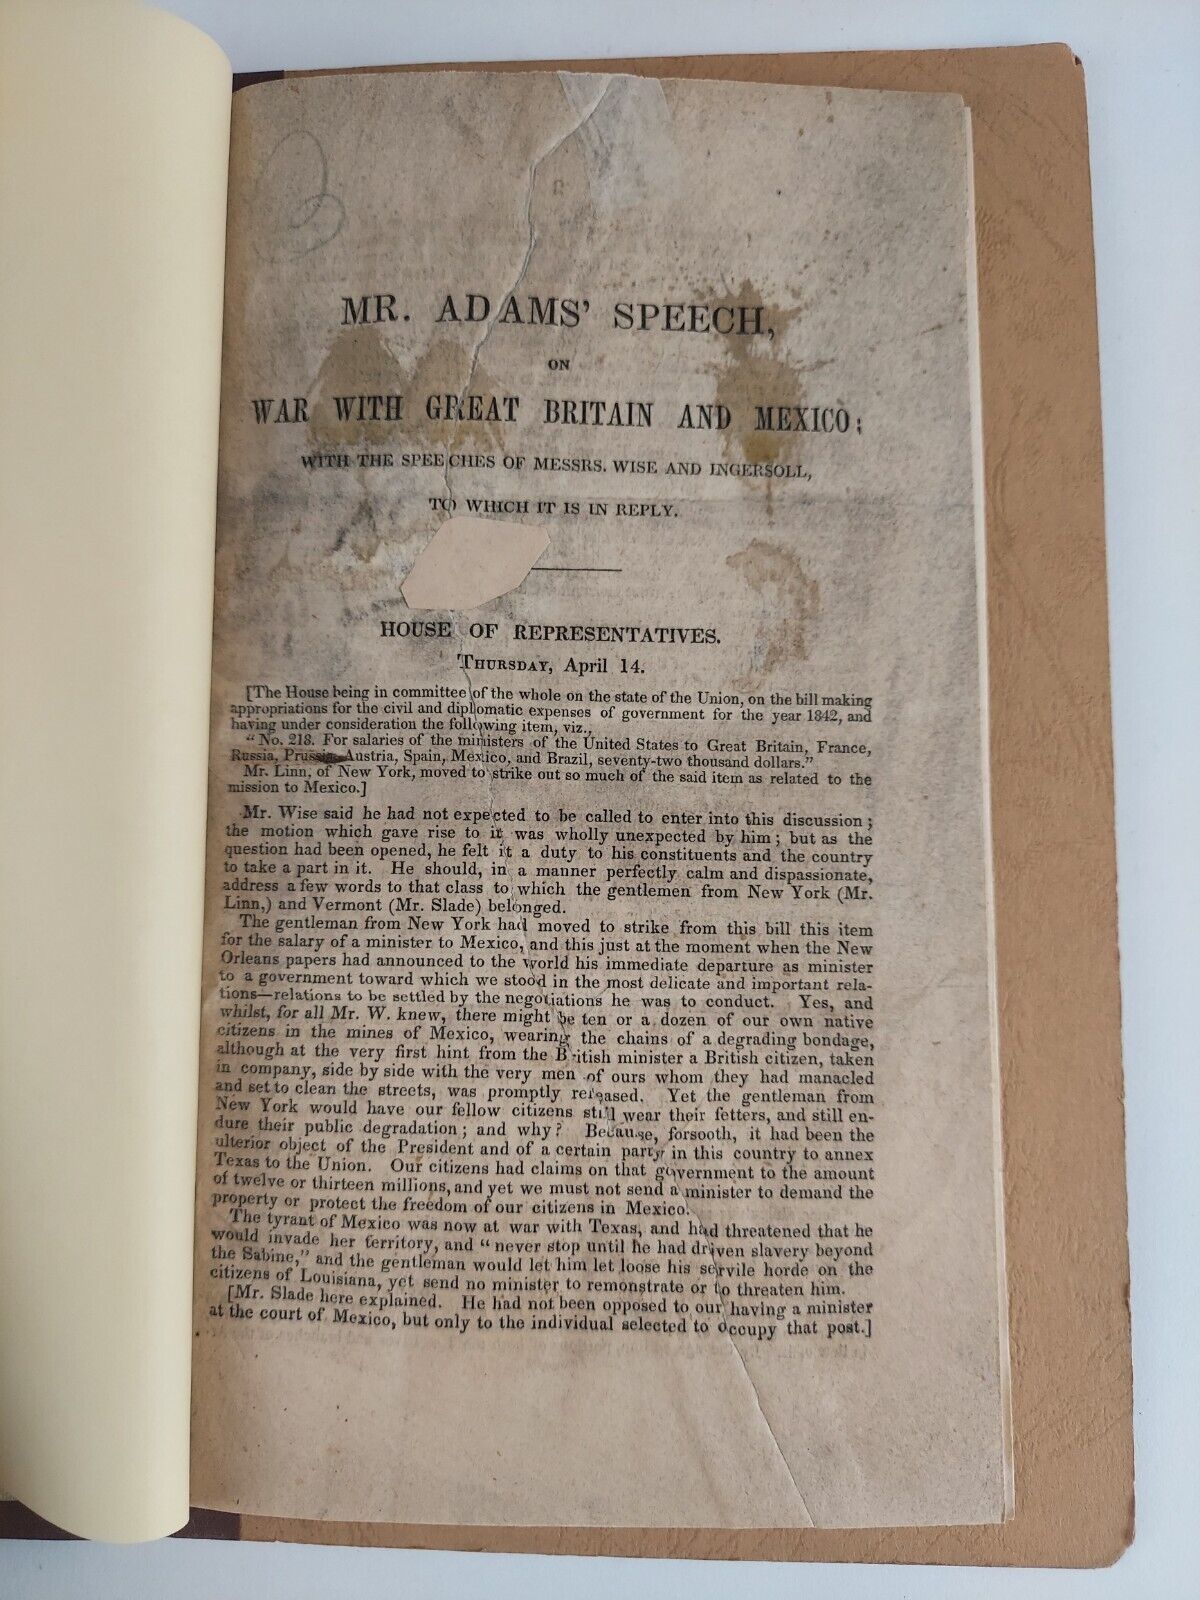 MR. ADAMS' SPEECH,
ON
WAR WITH GREAT BRITAIN AND MEXICO;
WITH THE SPEECHES OF MESSRS. WISE AND INGERSOLL,
TO WHICH IT IS IN REPLY.
HOUSE OF REPRESENTATIVES.
THURSDAY, April 14.
[The House being in committee of the whole on the state of the Union, on the bill making
appropriations for the civil and diplomatic expenses of government for the year 1842, and
having under consideration the following item, viz.,
"No. 213. For salaries of the ministers of the United States to Great Britain, France,
Russia, Prussia, Austria, Spain, Mexico, and Brazil, seventy-two thousand dollars."
Mr. Linn, of New York, moved to strike out so much of the said item as related to the
mission to Mexico.]
Mr. Wise said he had not expected to be called to enter into this discussion;
the motion which gave rise to it was wholly unexpected by him; but as the
question had been opened, he felt it a duty to his constituents and the country
to take a part in it. He should, in a manner perfectly calm and dispassionate,
address a few words to that class to which the gentlemen from New York (Mr.
Linn,) and Vermont (Mr. Slade) belonged.
The gentleman from New York had moved to strike from this bill this item
for the salary of a minister to Mexico, and this just at the moment when the New
Orleans papers had announced to the world his immediate departure as minister
to a government toward which we stood in the most delicate and important rela-
tions—relations to be settled by the negotiations he was to conduct. Yes, and
whilst, for all Mr. W. knew, there might be ten or a dozen of our own native
citizens in the mines of Mexico, wearing the chains of a degrading bondage,
although at the very first hint from the British minister a British citizen, taken
in company, side by side with the very men of ours whom they had manacled
and set to clean the streets, was promptly released. Yet the gentleman from
New York would have our fellow citizens still wear their fetters, and still en-
dure their public degradation; and why? Because, forsooth, it had been the
ulterior object of the President and of a certain party in this country to annex
Texas to the Union. Our citizens had claims on that government to the amount
of twelve or thirteen millions, and yet we must not send a minister to demand the
property or protect the freedom of our citizens in Mexico.
The tyrant of Mexico was now at war with Texas, and had threatened that he
would invade her territory, and "never stop until he had driven slavery beyond
the Sabine," and the gentleman would let him let loose his servile horde on the
citizens of Louisiana, yet send no minister to remonstrate or to threaten him.
[Mr. Slade here explained. He had not been opposed to our having a minister
at the court of Mexico, but only to the individual selected to occupy that post.]